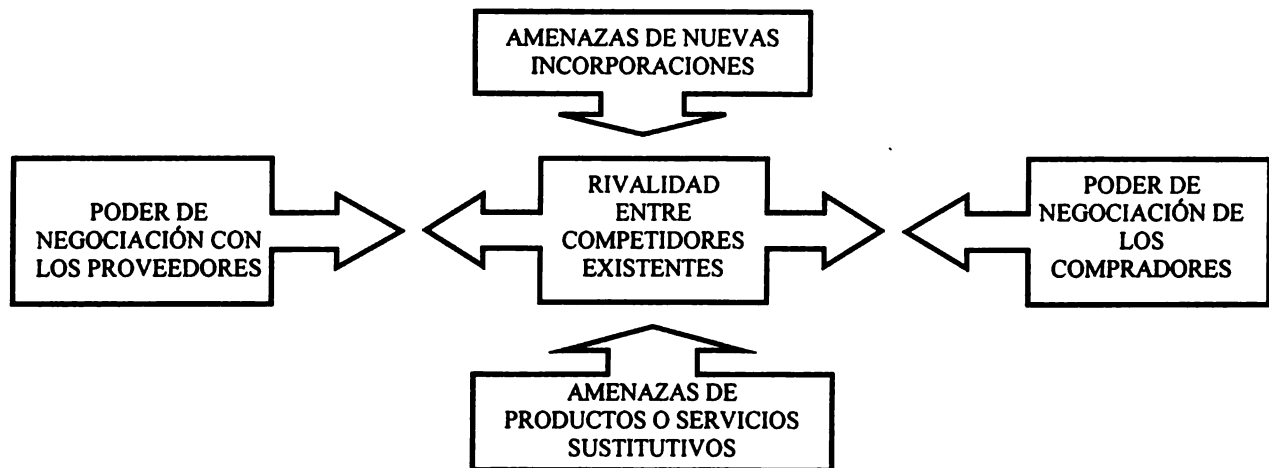 AMENAZAS DE NUEVAS
INCORPORACIONES
PODER DE
NEGOCIACIÓN CON
LOS PROVEEDORES
RIVALIDAD
ENTRE
COMPETIDORES
EXISTENTES
PODER DE
NEGOCIACIÓN DE
LOS
COMPRADORES
AMENAZAS DE
PRODUCTOS O SERVICIOS
SUSTITUTIVOS